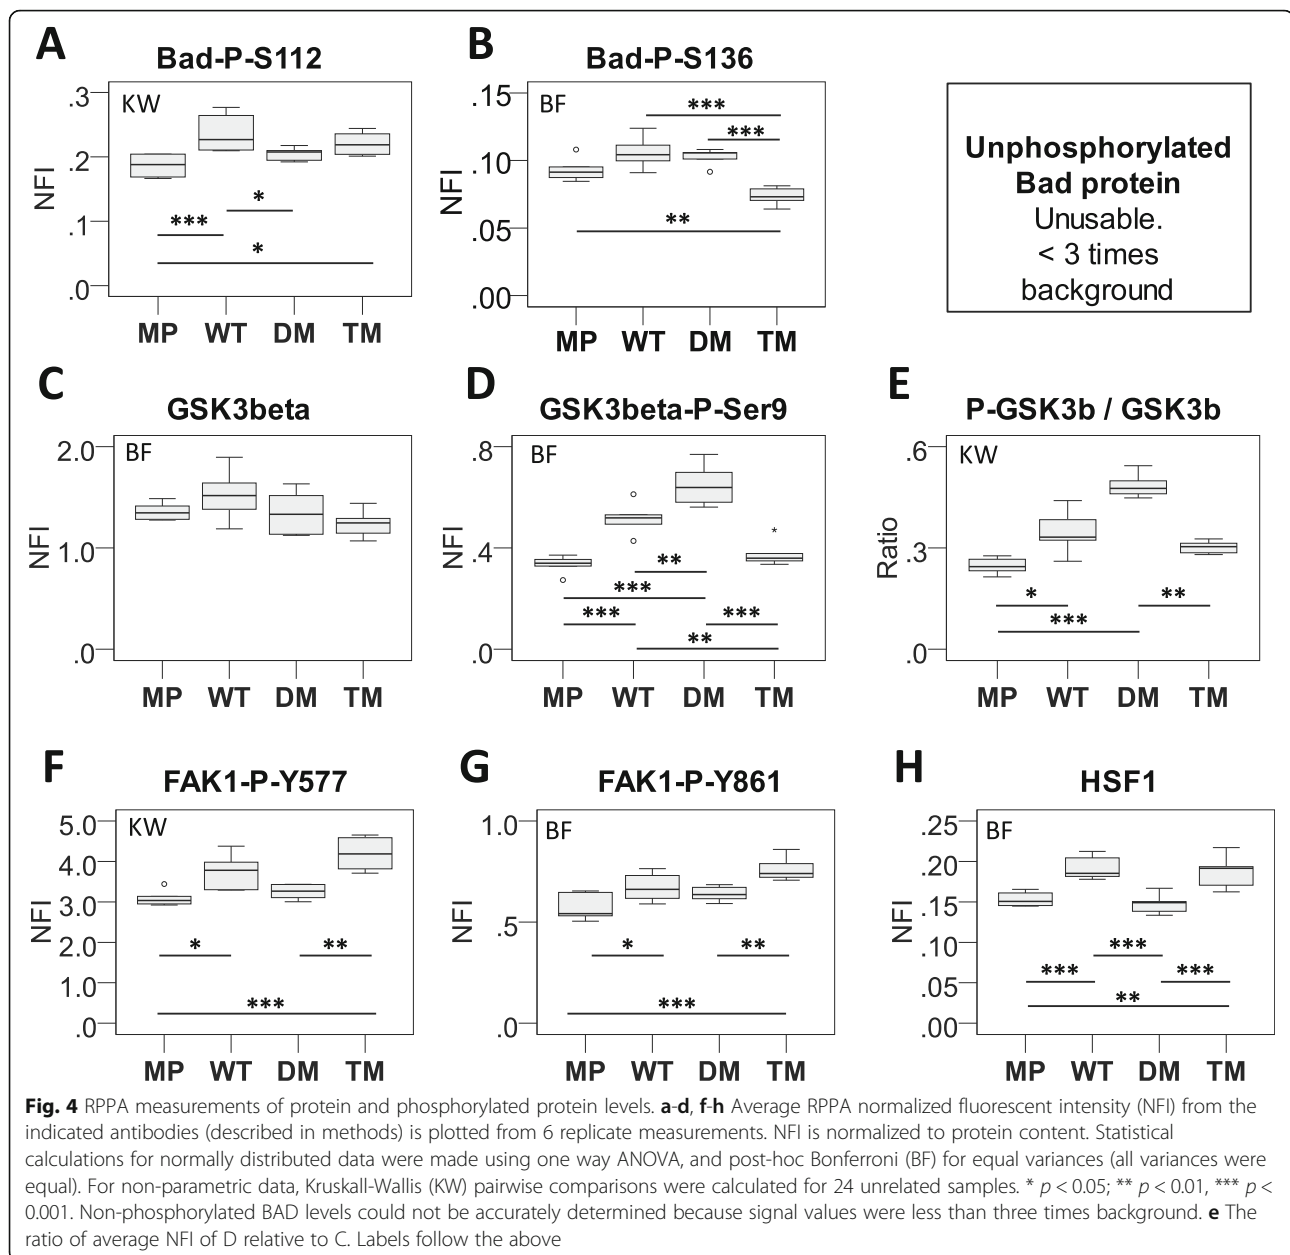 A
Bad-P-S112
KW
.3
.2
.1
.0
NFI
***
*
*
MP WT DM TM
B
Bad-P-S136
BF
.15
.10
.05
.00
NFI
***
***
**
MP WT DM TM
Unphosphorylated
Bad protein
Unusable.
< 3 times
background
C
GSK3beta
BF
2.0
1.0
.0
NFI
MP WT DM TM
D
GSK3beta-P-Ser9
BF
.8
.4
.0
NFI
*
**
***
*** ***
**
MP WT DM TM
E
P-GSK3b / GSK3b
KW
.6
.3
.0
Ratio
* **
***
MP WT DM TM
F
FAK1-P-Y577
KW
5.0
4.0
3.0
2.0
1.0
.0
NFI
* **
***
MP WT DM TM
G
FAK1-P-Y861
BF
1.0
.5
.0
NFI
* **
***
MP WT DM TM
H
HSF1
BF
.25
.20
.15
.10
.05
.00
NFI
***
*** ***
**
MP WT DM TM
Fig. 4 RPPA measurements of protein and phosphorylated protein levels. a-d, f-h Average RPPA normalized fluorescent intensity (NFI) from the
indicated antibodies (described in methods) is plotted from 6 replicate measurements. NFI is normalized to protein content. Statistical
calculations for normally distributed data were made using one way ANOVA, and post-hoc Bonferroni (BF) for equal variances (all variances were
equal). For non-parametric data, Kruskall-Wallis (KW) pairwise comparisons were calculated for 24 unrelated samples. * p < 0.05; ** p < 0.01, *** p <
0.001. Non-phosphorylated BAD levels could not be accurately determined because signal values were less than three times background. e The
ratio of average NFI of D relative to C. Labels follow the above